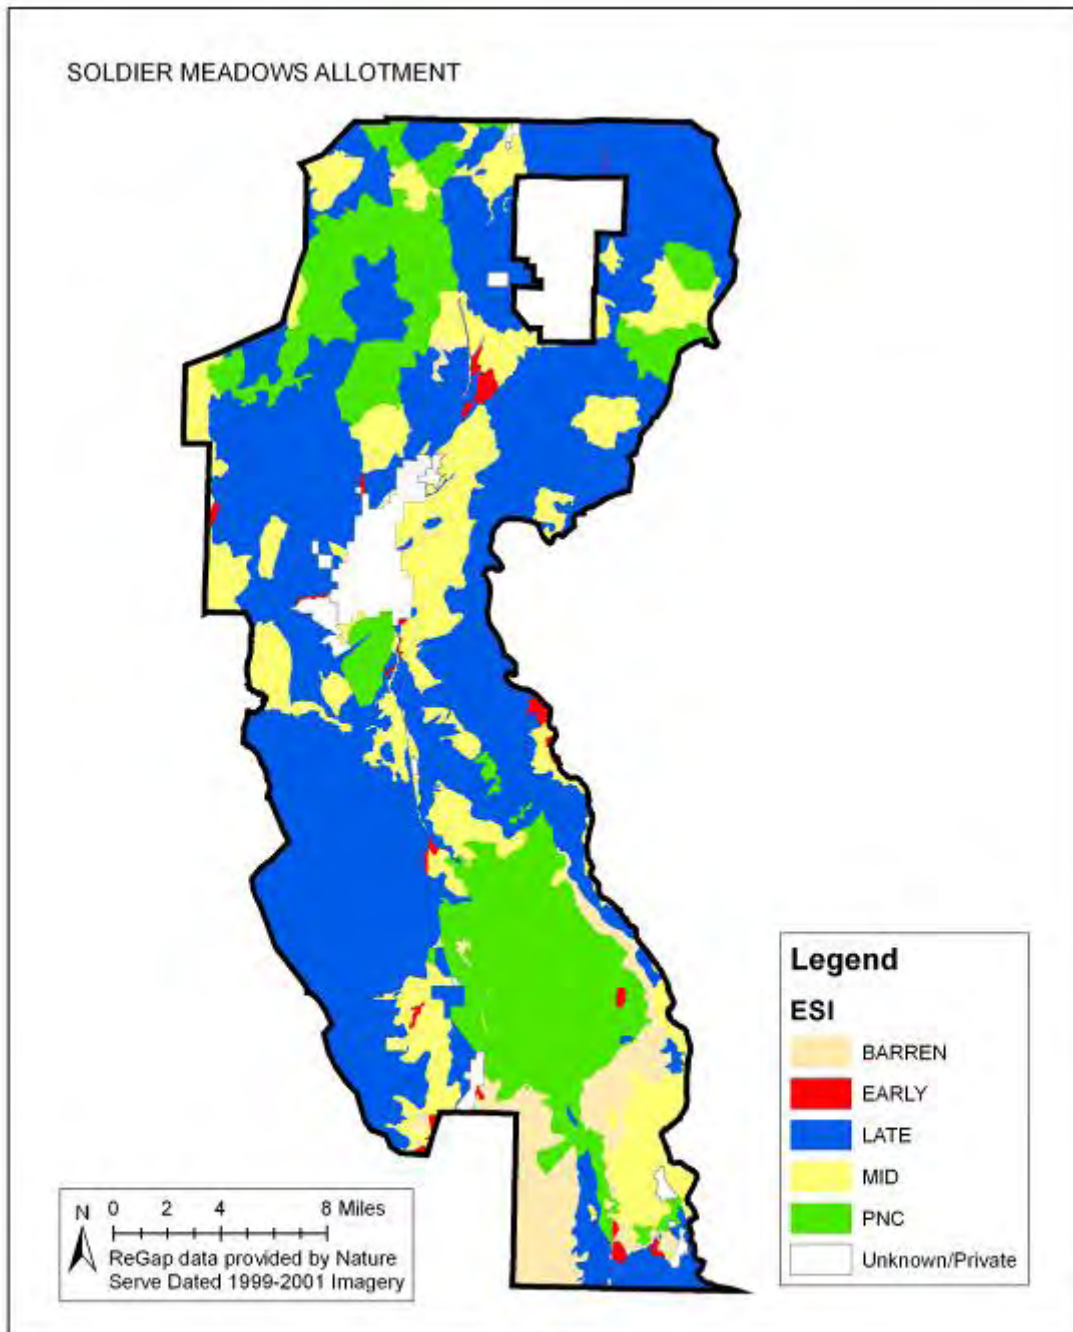 SOLDIER MEADOWS ALLOTMENT
Legend
ESI
BARREN
EARLY
LATE
MID
PNC
Unknown/Private
N 0 2 4 8 Miles
ReGap data provided by Nature
Serve Dated 1999-2001 Imagery